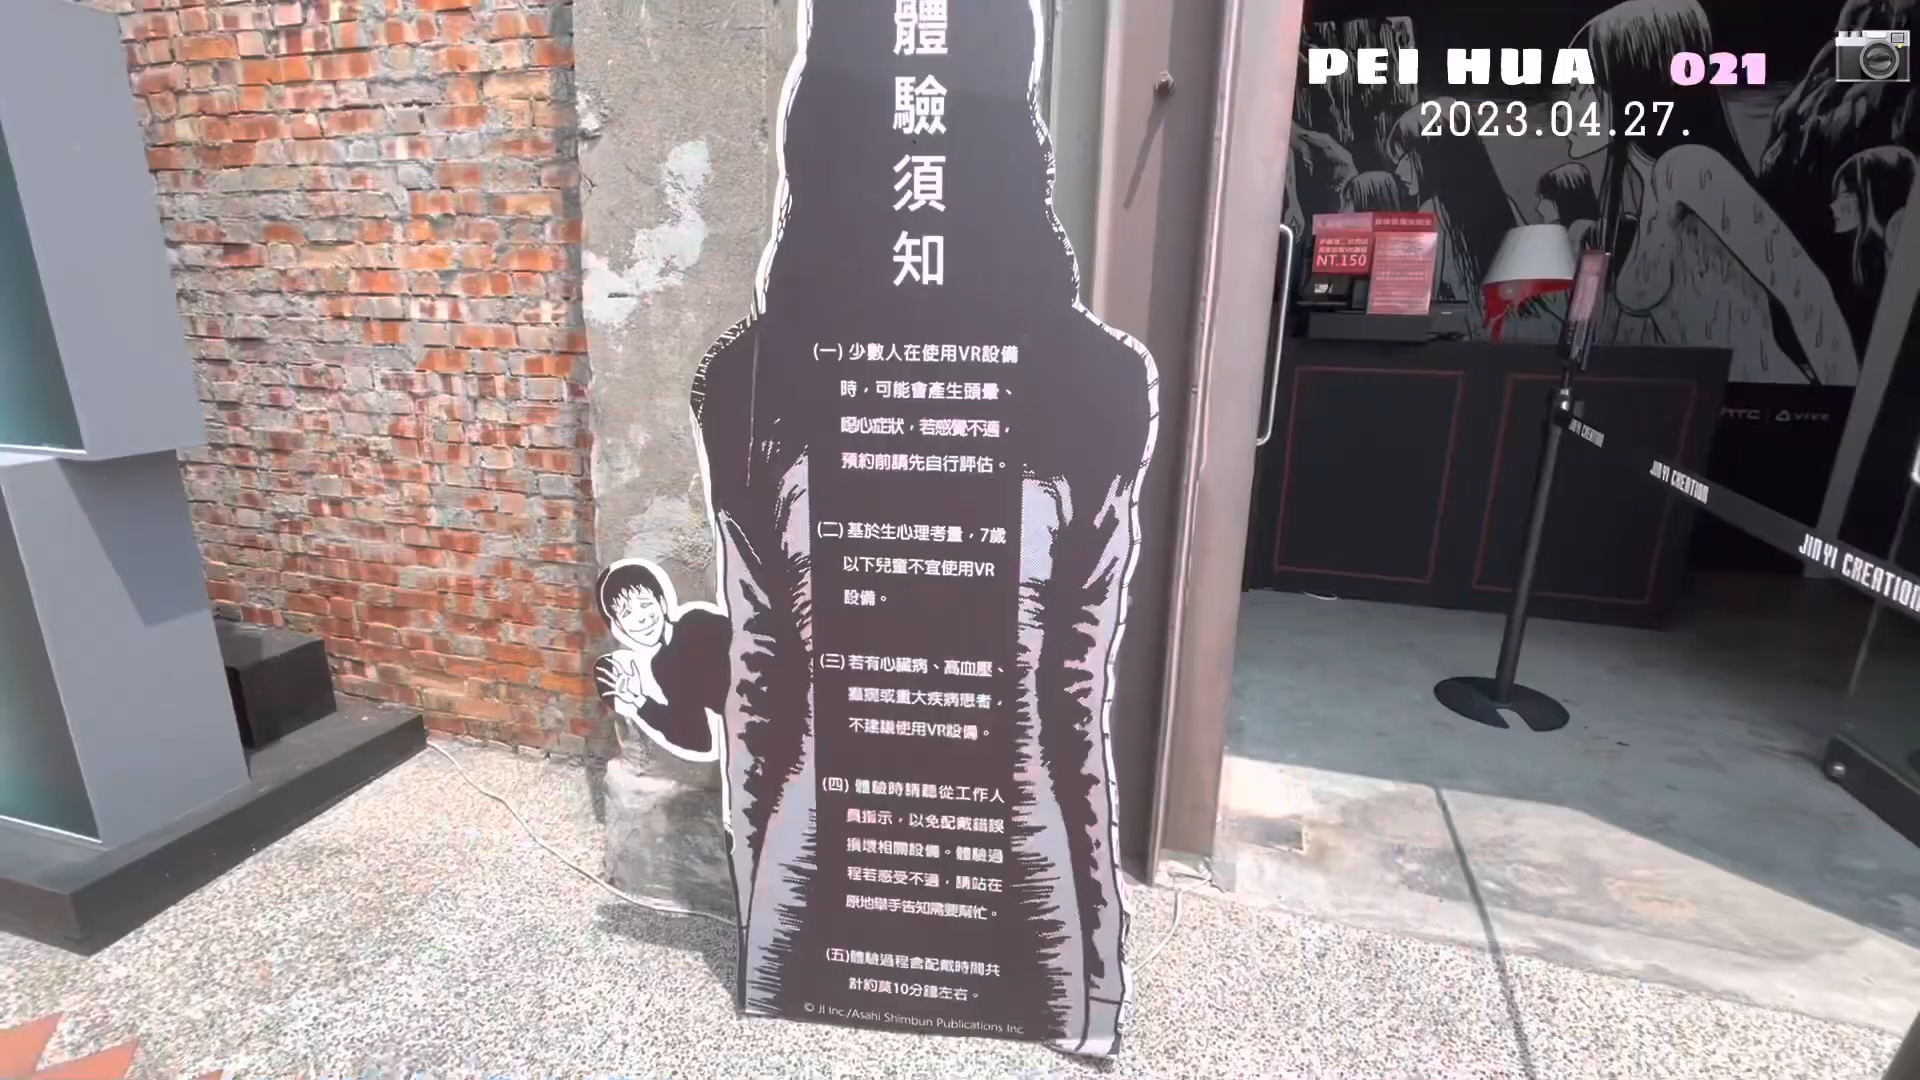 PEI HUA 021
2023.04.27.
體驗須知
(一) 少數人在使用VR設備
時，可能會產生頭暈、
噁心症狀，若感覺不適，
預約前請先自行評估。
(二) 基於生心理考量，7歲
以下兒童不宜使用VR
設備。
(三) 若有心臟病、高血壓、
癲癇或重大疾病患者，
不建議使用VR設備。
(四) 體驗時請聽從工作人
員指示，以免配戴錯誤
損壞相關設備。體驗過
程若感受不適，請站在
原地舉手告知需要幫忙。
(五)體驗過程含配戴時間共
計約莫10分鐘左右。
© JI Inc./Asahi Shimbun Publications Inc.
NT.150
HTC | VIVE
JIN YI CREATION
JIN YI CREATION
JIN YI CREATION